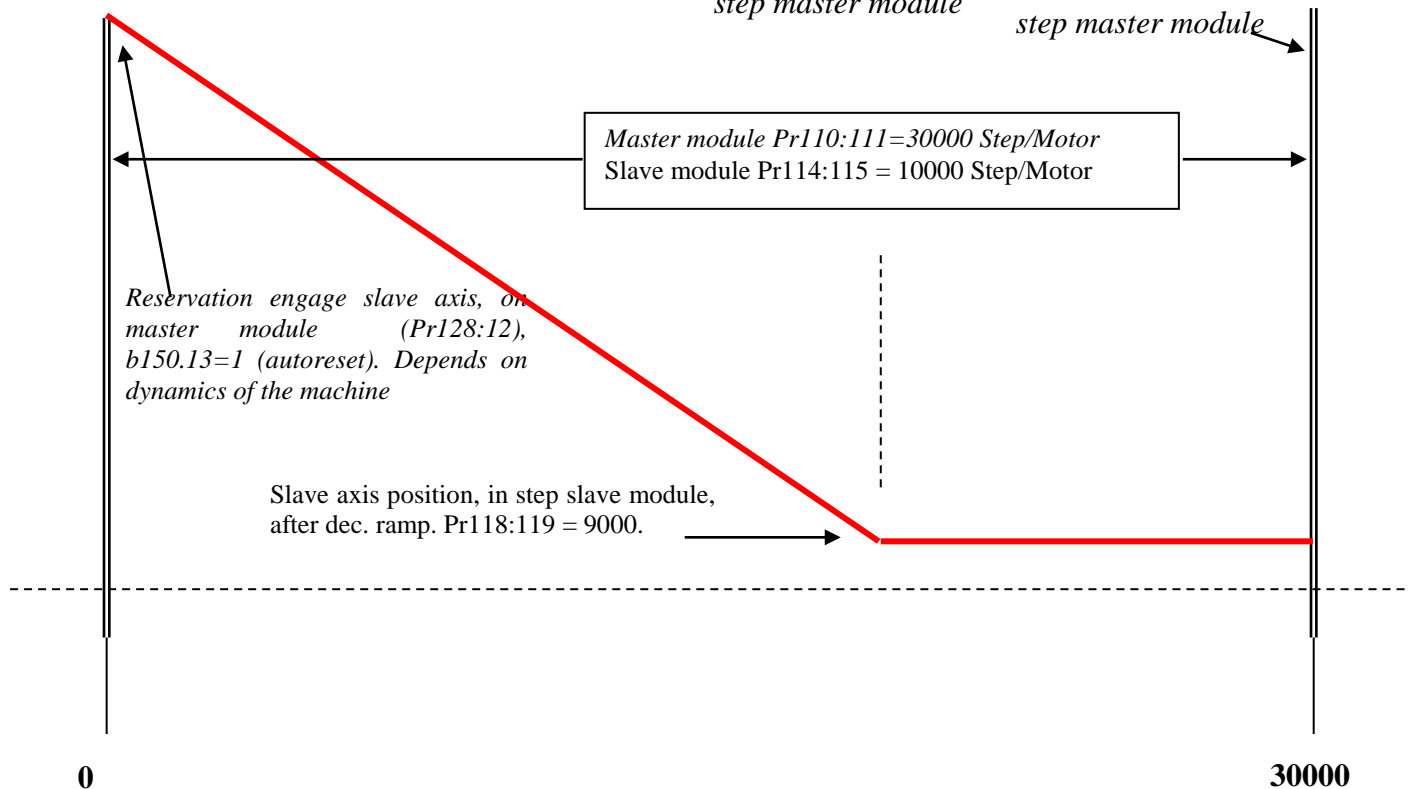 step master module
step master module
Master module Pr110:111=30000 Step/Motor
Slave module Pr114:115 = 10000 Step/Motor
Reservation engage slave axis, on
master module (Pr128:12),
b150.13=1 (autoreset). Depends on
dynamics of the machine
Slave axis position, in step slave module,
after dec. ramp. Pr118:119 = 9000.
0
30000